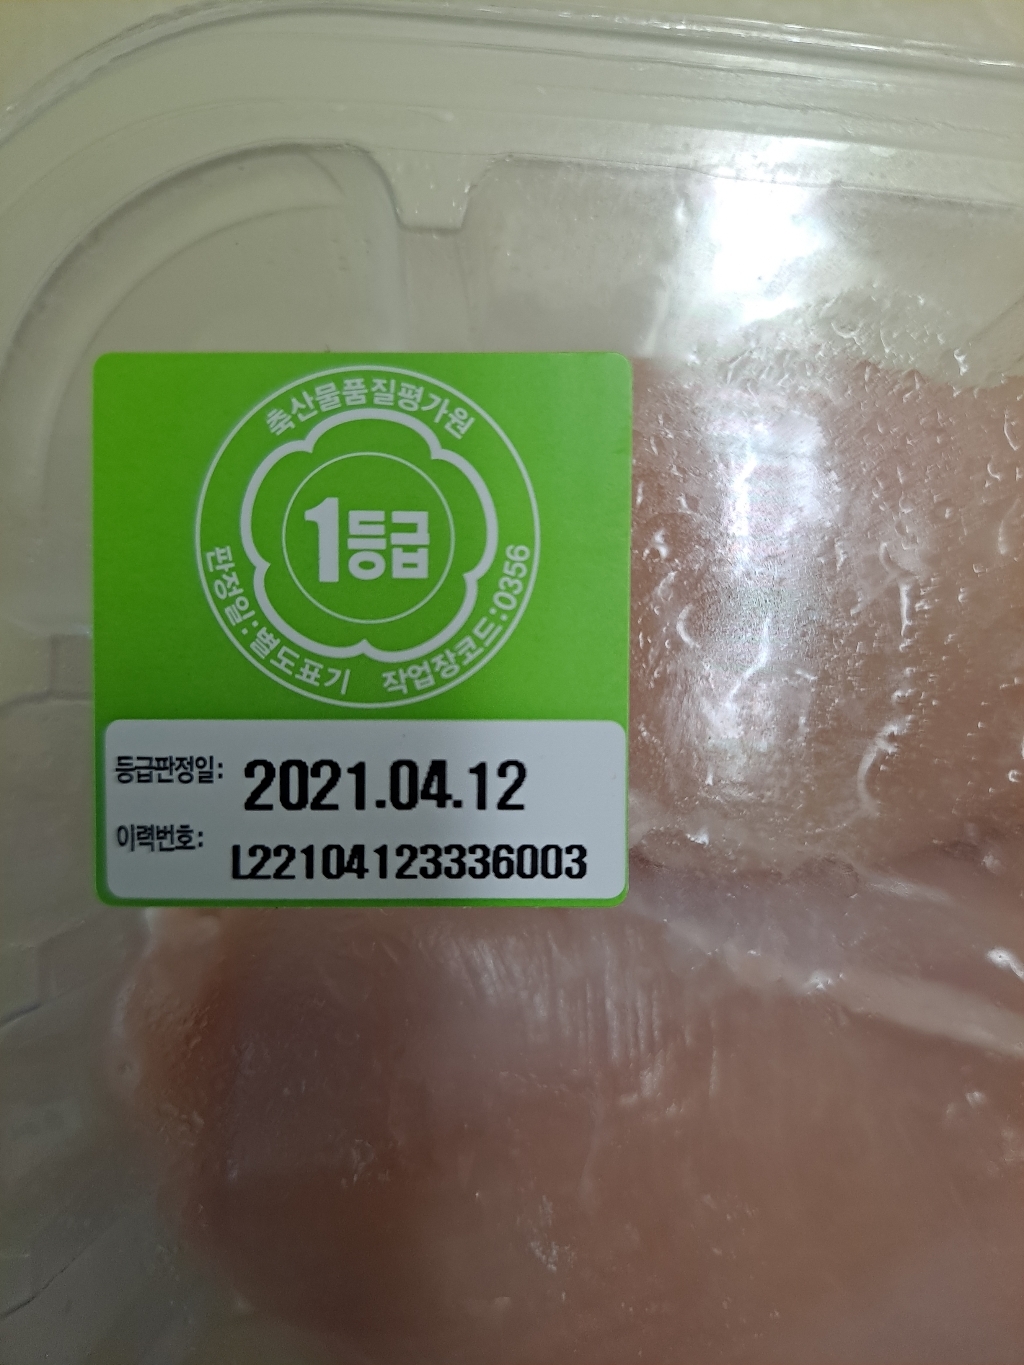 축산물품질평가원
1등급
판정일:별도표기 작업장코드:0356
등급판정일: 2021.04.12
이력번호: L22104123336003